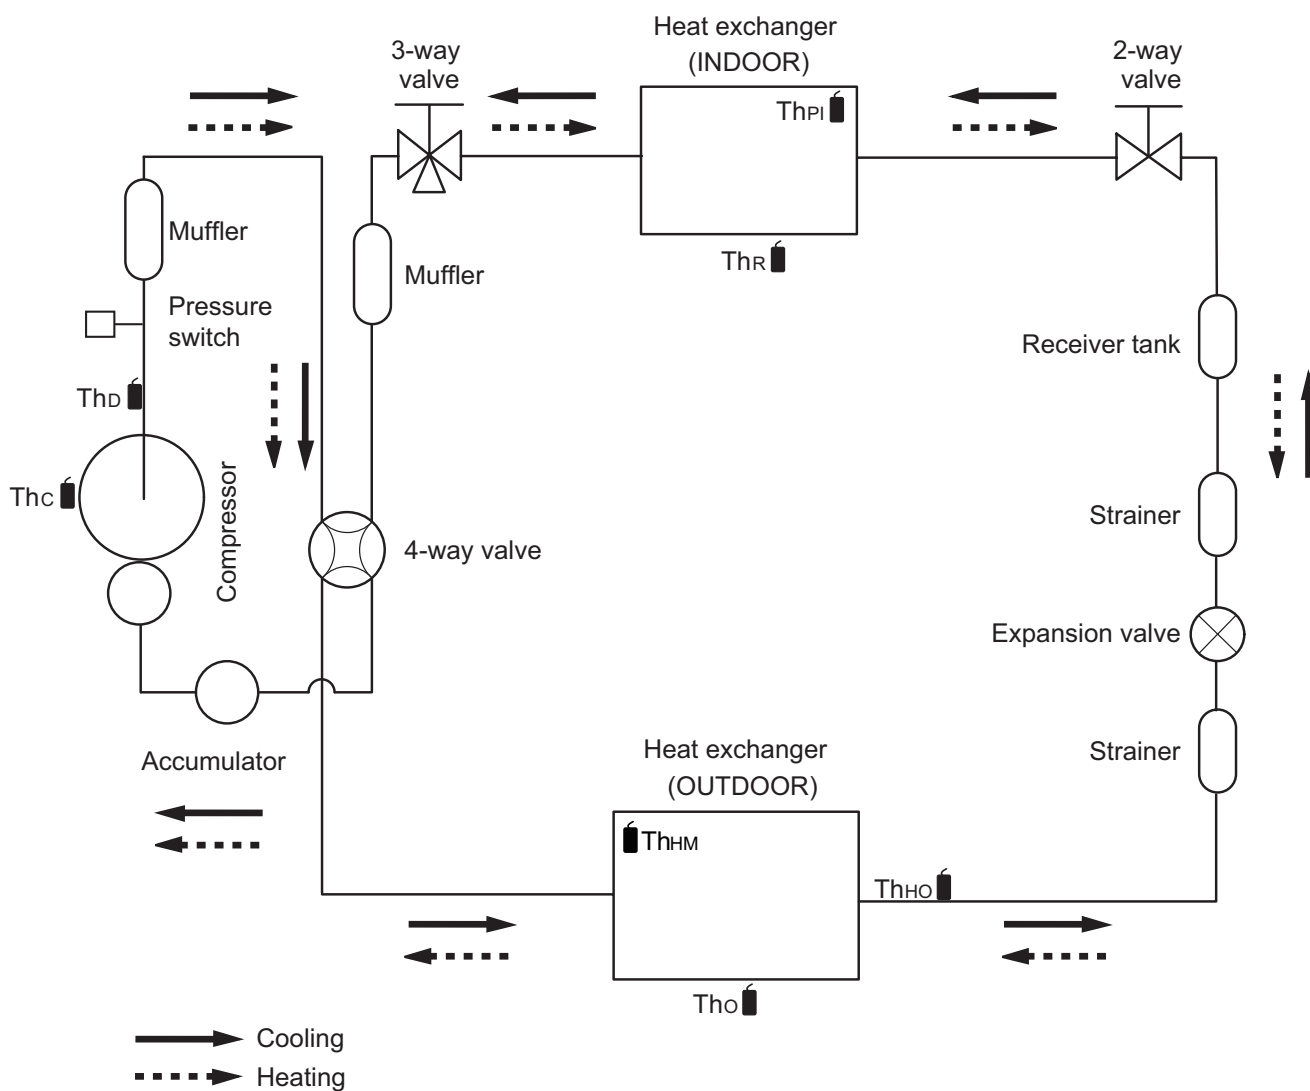 Heat exchanger
(INDOOR)
3-way
valve
2-way
valve
ThPI
Muffler
ThR
Muffler
Pressure
switch
Receiver tank
ThD
ThC
Compressor
Strainer
4-way valve
Expansion valve
Accumulator
Heat exchanger
(OUTDOOR)
Strainer
ThHM
ThHO
ThO
Cooling
Heating